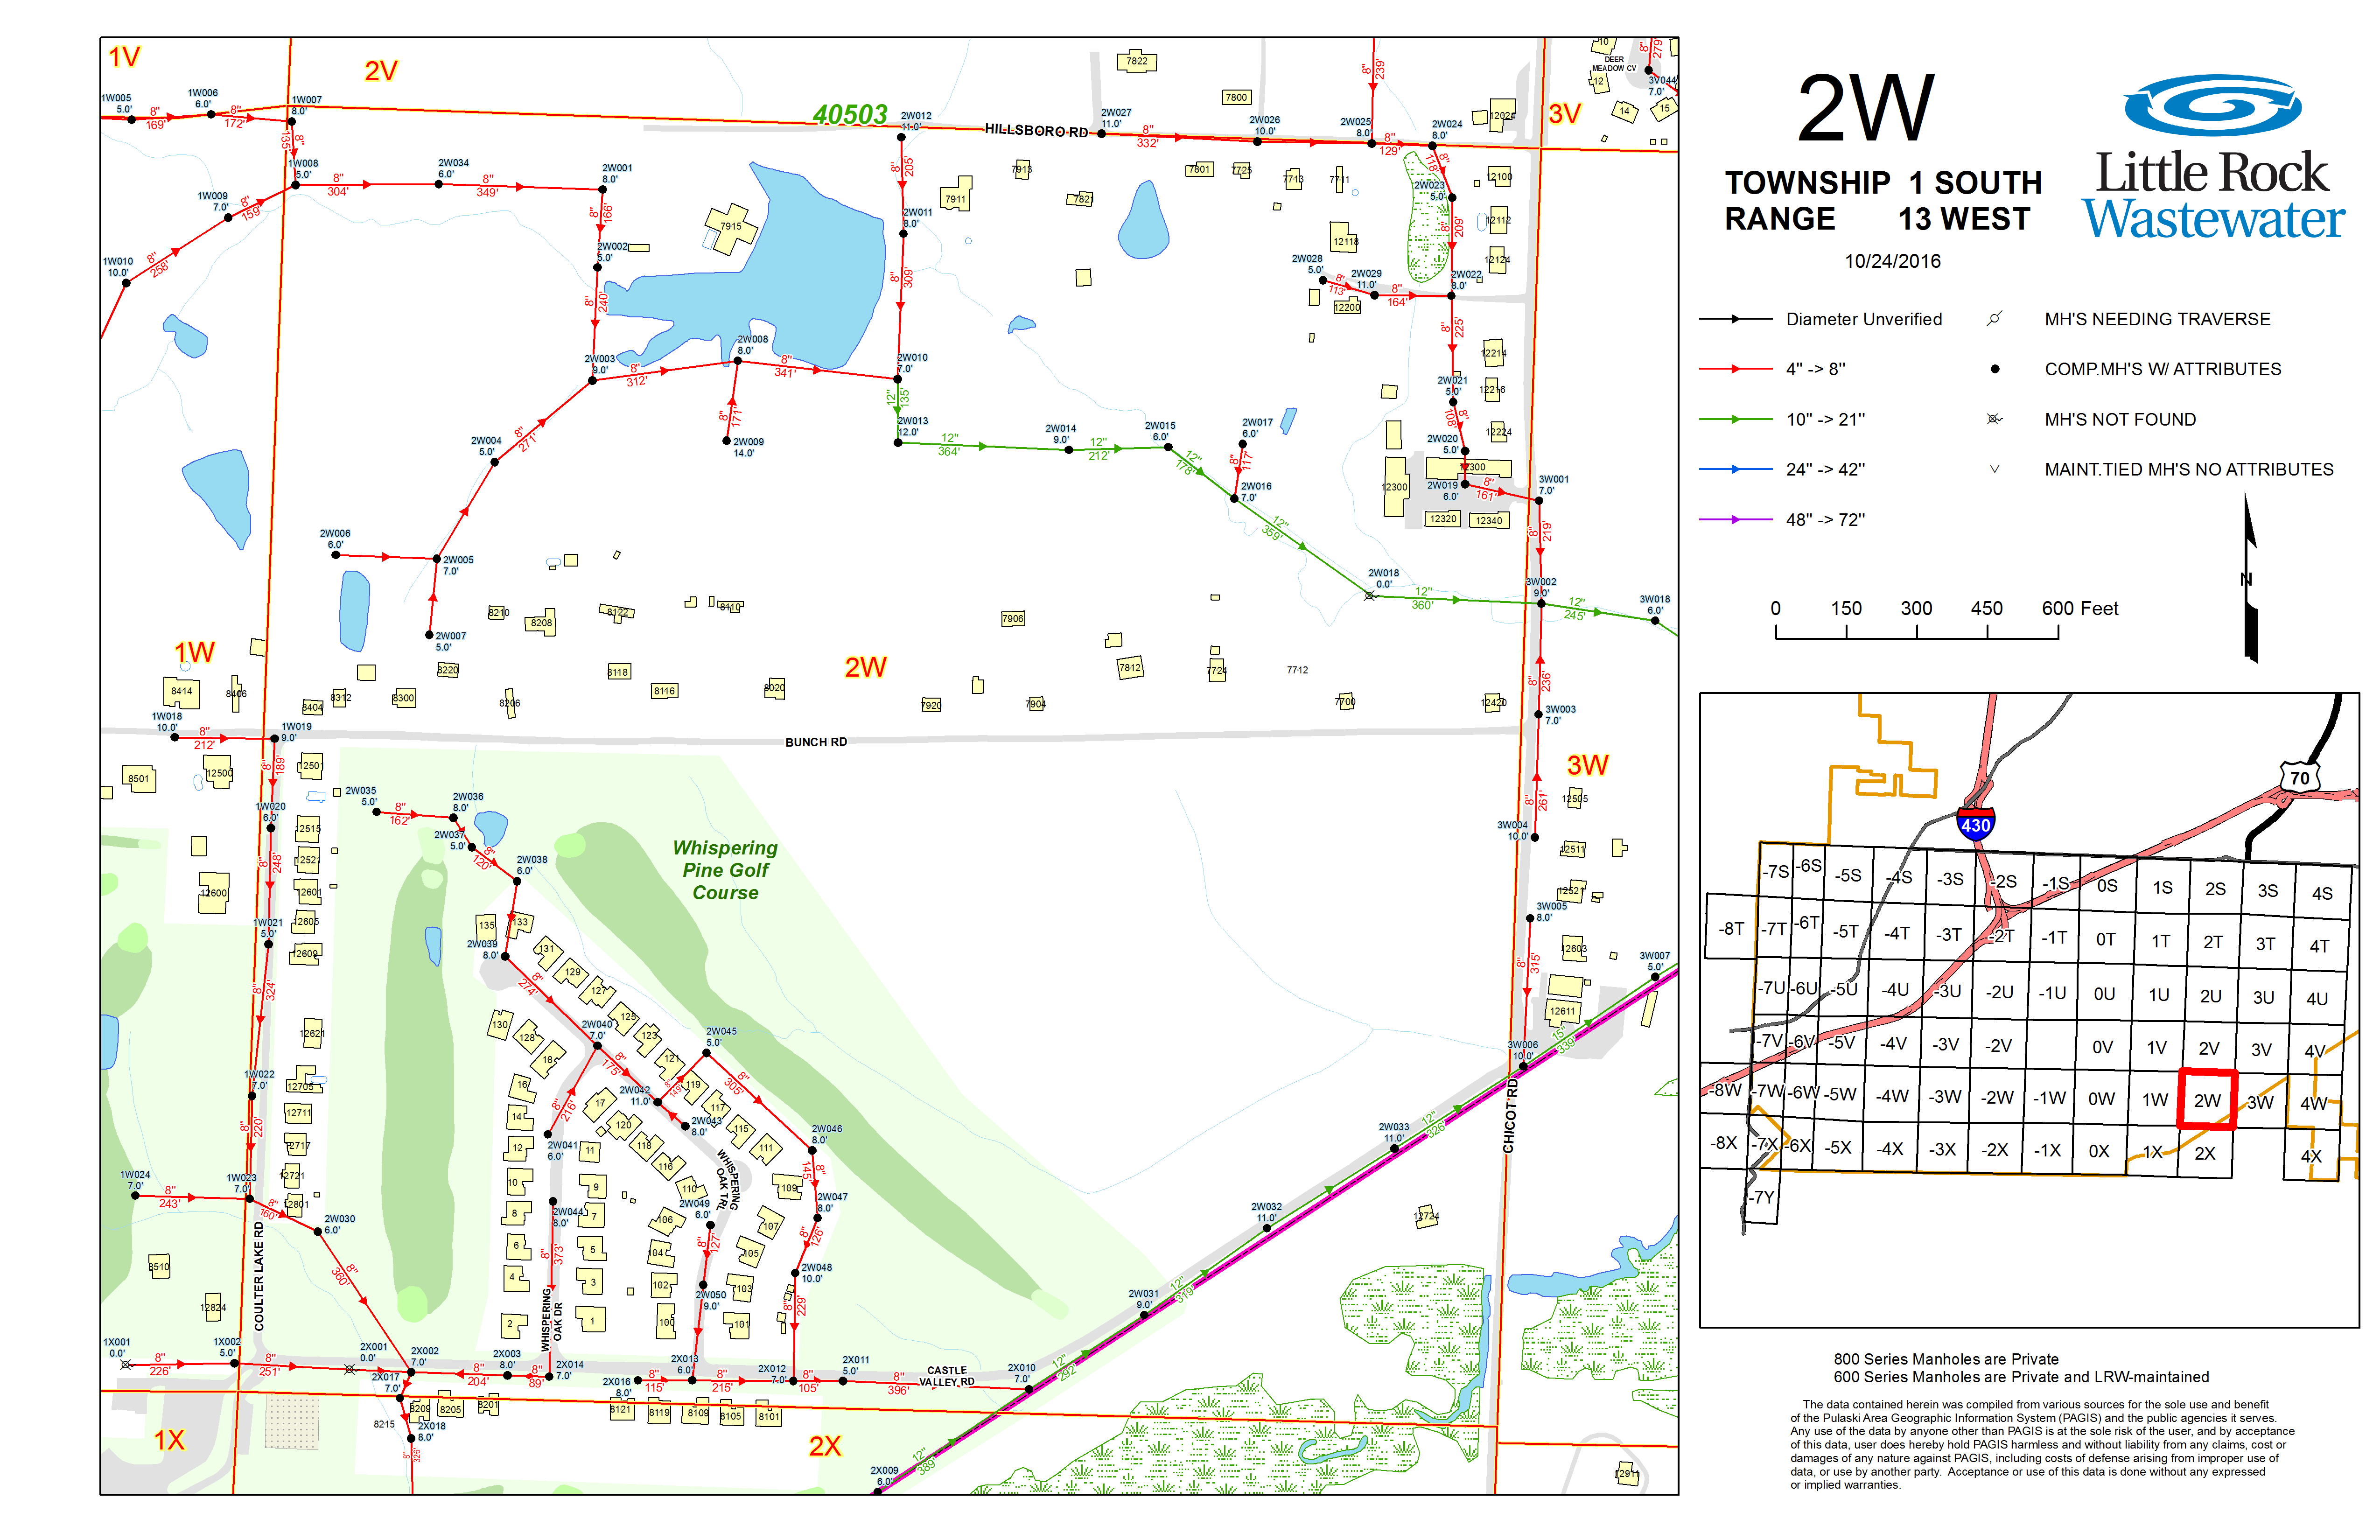 2W
Little Rock
Wastewater
TOWNSHIP 1 SOUTH
RANGE 13 WEST
10/24/2016
Diameter Unverified
4" -> 8"
10" -> 21"
24" -> 42"
48" -> 72"
MH'S NEEDING TRAVERSE
COMP.MH'S W/ ATTRIBUTES
MH'S NOT FOUND
MAINT.TIED MH'S NO ATTRIBUTES
N
0 150 300 450 600 Feet
430
70
-7S -6S -5S -4S -3S -2S -1S 0S 1S 2S 3S 4S
-8T -7T -6T -5T -4T -3T -2T -1T 0T 1T 2T 3T 4T
-7U -6U -5U -4U -3U -2U -1U 0U 1U 2U 3U 4U
-7V -6V -5V -4V -3V -2V 0V 1V 2V 3V 4V
-8W -7W -6W -5W -4W -3W -2W -1W 0W 1W 2W 3W 4W
-8X -7X -6X -5X -4X -3X -2X -1X 0X 1X 2X 4X
-7Y
800 Series Manholes are Private
600 Series Manholes are Private and LRW-maintained
The data contained herein was compiled from various sources for the sole use and benefit
of the Pulaski Area Geographic Information System (PAGIS) and the public agencies it serves.
Any use of the data by anyone other than PAGIS is at the sole risk of the user, and by acceptance
of this data, user does hereby hold PAGIS harmless and without liability from any claims, cost or
damages of any nature against PAGIS, including costs of defense arising from improper use of
data, or use by another party. Acceptance or use of this data is done without any expressed
or implied warranties.
1V
2V
3V
1W
2W
3W
1X
2X
40503
HILLSBORO RD
BUNCH RD
COULTER LAKE RD
CHICOT RD
WHISPERING
OAK DR
WHISPERING
OAK TRL
CASTLE
VALLEY RD
DEER
MEADOW CV
Whispering
Pine Golf
Course
1W005
5.0'
8"
169'
1W006
6.0'
8"
172'
1W007
8.0'
8"
135'
1W008
5.0'
8"
304'
2W034
6.0'
8"
349'
2W001
8.0'
8"
166'
2W002
5.0'
8"
240'
2W003
9.0'
8"
312'
2W008
8.0'
8"
341'
2W010
7.0'
1W009
7.0'
8"
159'
1W010
10.0'
8"
258'
2W012
11.0'
8"
205'
2W011
8.0'
8"
309'
12"
135'
2W013
12.0'
12"
364'
2W014
9.0'
12"
212'
2W015
6.0'
12"
178'
2W017
6.0'
8"
117'
2W016
7.0'
12"
359'
2W018
0.0'
12"
360'
3W002
9.0'
12"
245'
3W018
6.0'
2W009
14.0'
8"
171'
2W004
5.0'
8"
271'
2W006
6.0'
2W005
7.0'
2W007
5.0'
2W027
11.0'
8"
332'
2W026
10.0'
2W025
8.0'
8"
239'
8"
129'
2W024
8.0'
8"
118'
2W023
5.0'
8"
209'
2W022
8.0'
2W028
5.0'
8"
113'
2W029
11.0'
8"
164'
8"
225'
2W021
5.0'
8"
108'
2W020
5.0'
2W019
6.0'
8"
161'
3W001
7.0'
8"
219'
8"
236'
3W003
7.0'
8"
261'
3W004
10.0'
3W005
8.0'
8"
315'
3W006
10.0'
15"
339'
3W007
5.0'
3V044
7.0'
8"
279'
7822
7800
7913
7911
7821
7801
7725
7713
7711
7915
12024
12100
12112
12124
12118
12200
12214
12216
12224
12300
12300
12320
12340
10
12
14
15
8210
8208
8122
8110
7906
8414
8406
8404
8312
8300
8220
8206
8118
8116
8020
7920
7904
7812
7724
7712
7700
12420
1W018
10.0'
8"
212'
1W019
9.0'
8"
189'
1W020
6.0'
8"
248'
1W021
5.0'
8"
324'
1W022
7.0'
8"
220'
1W023
7.0'
1W024
7.0'
8"
243'
8"
160'
2W030
6.0'
8"
360'
8501
12500
12501
12515
12521
12600
12601
12605
12609
12621
12705
12711
12717
12721
12801
8510
12824
2W035
5.0'
8"
162'
2W036
8.0'
2W037
5.0'
8"
120'
2W038
6.0'
2W039
8.0'
8"
274'
2W040
7.0'
8"
175'
2W042
11.0'
8"
149'
2W043
8.0'
2W045
5.0'
8"
305'
2W046
8.0'
8"
145'
2W047
8.0'
8"
126'
2W048
10.0'
8"
229'
2W041
6.0'
8"
216'
2W044
8.0'
8"
373'
2W049
6.0'
8"
127'
2W050
9.0'
135
133
131
129
127
125
123
121
119
117
115
111
109
107
105
103
101
130
128
18
16
14
12
10
8
6
4
2
17
11
9
7
5
3
1
120
118
116
110
106
104
102
100
1X001
0.0'
8"
226'
1X002
5.0'
8"
251'
2X001
0.0'
2X002
7.0'
8"
204'
2X003
8.0'
8"
89'
2X014
7.0'
2X017
7.0'
2X018
8.0'
8"
326'
2X016
8.0'
8"
115'
2X013
6.0'
8"
215'
2X012
7.0'
8"
105'
2X011
5.0'
8"
396'
2X010
7.0'
12"
292'
2W031
9.0'
12"
319'
2W032
11.0'
12"
326'
2W033
11.0'
2X009
6.0'
12"
389'
8215
8209
8205
8201
8121
8119
8109
8105
8101
12505
12511
12521
12603
12611
12724
12911